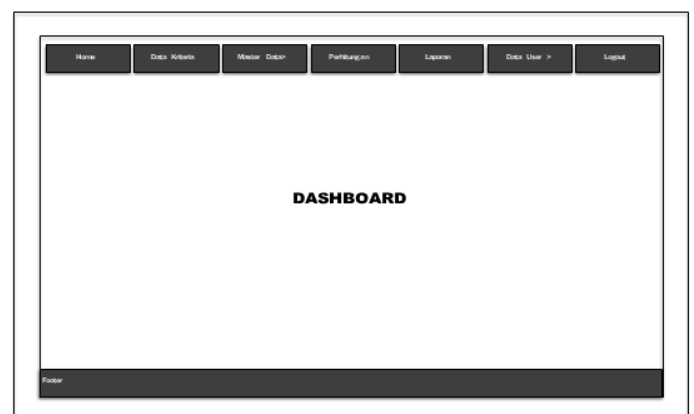 Home
Data Kriteria
Master Data>
Perhitungan
Laporan
Data User >
Logout
DASHBOARD
Footer